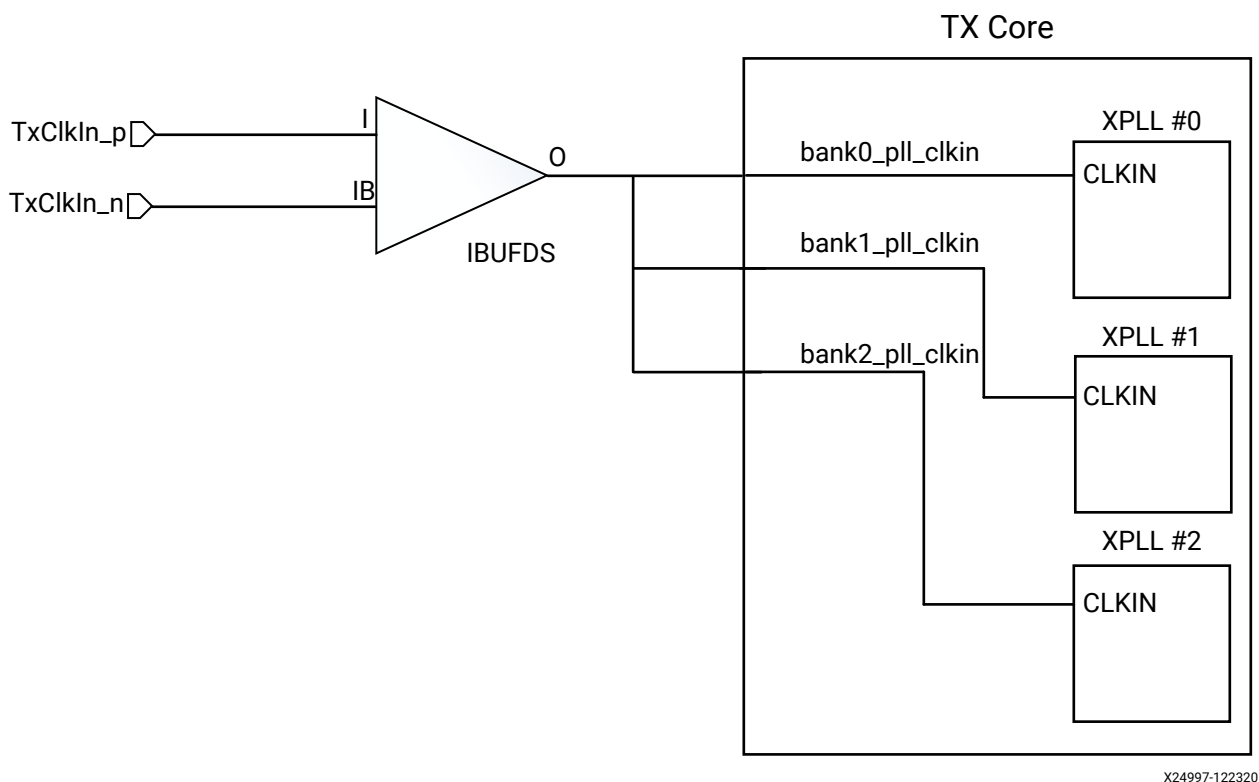 TX Core
XPLL #0
TxClkIn_p
I
bank0_pll_clkin
CLKIN
O
TxClkIn_n
IB
IBUFDS
bank1_pll_clkin
XPLL #1
bank2_pll_clkin
CLKIN
XPLL #2
CLKIN
X24997-122320